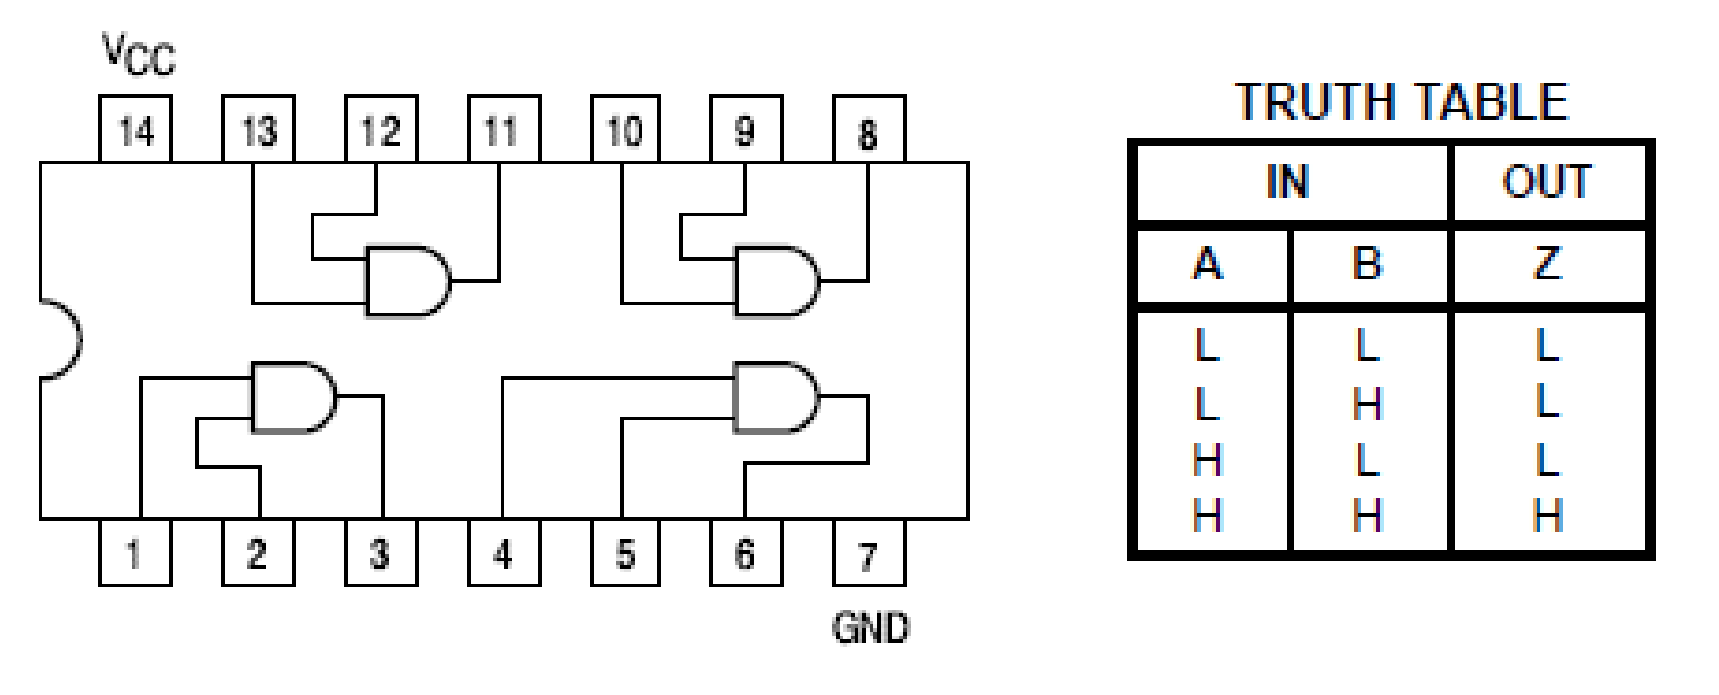 VCC
14 13 12 11 10 9 8
1 2 3 4 5 6 7
GND
TRUTH TABLE
IN OUT
A B Z
L L L
L H L
H L L
H H H